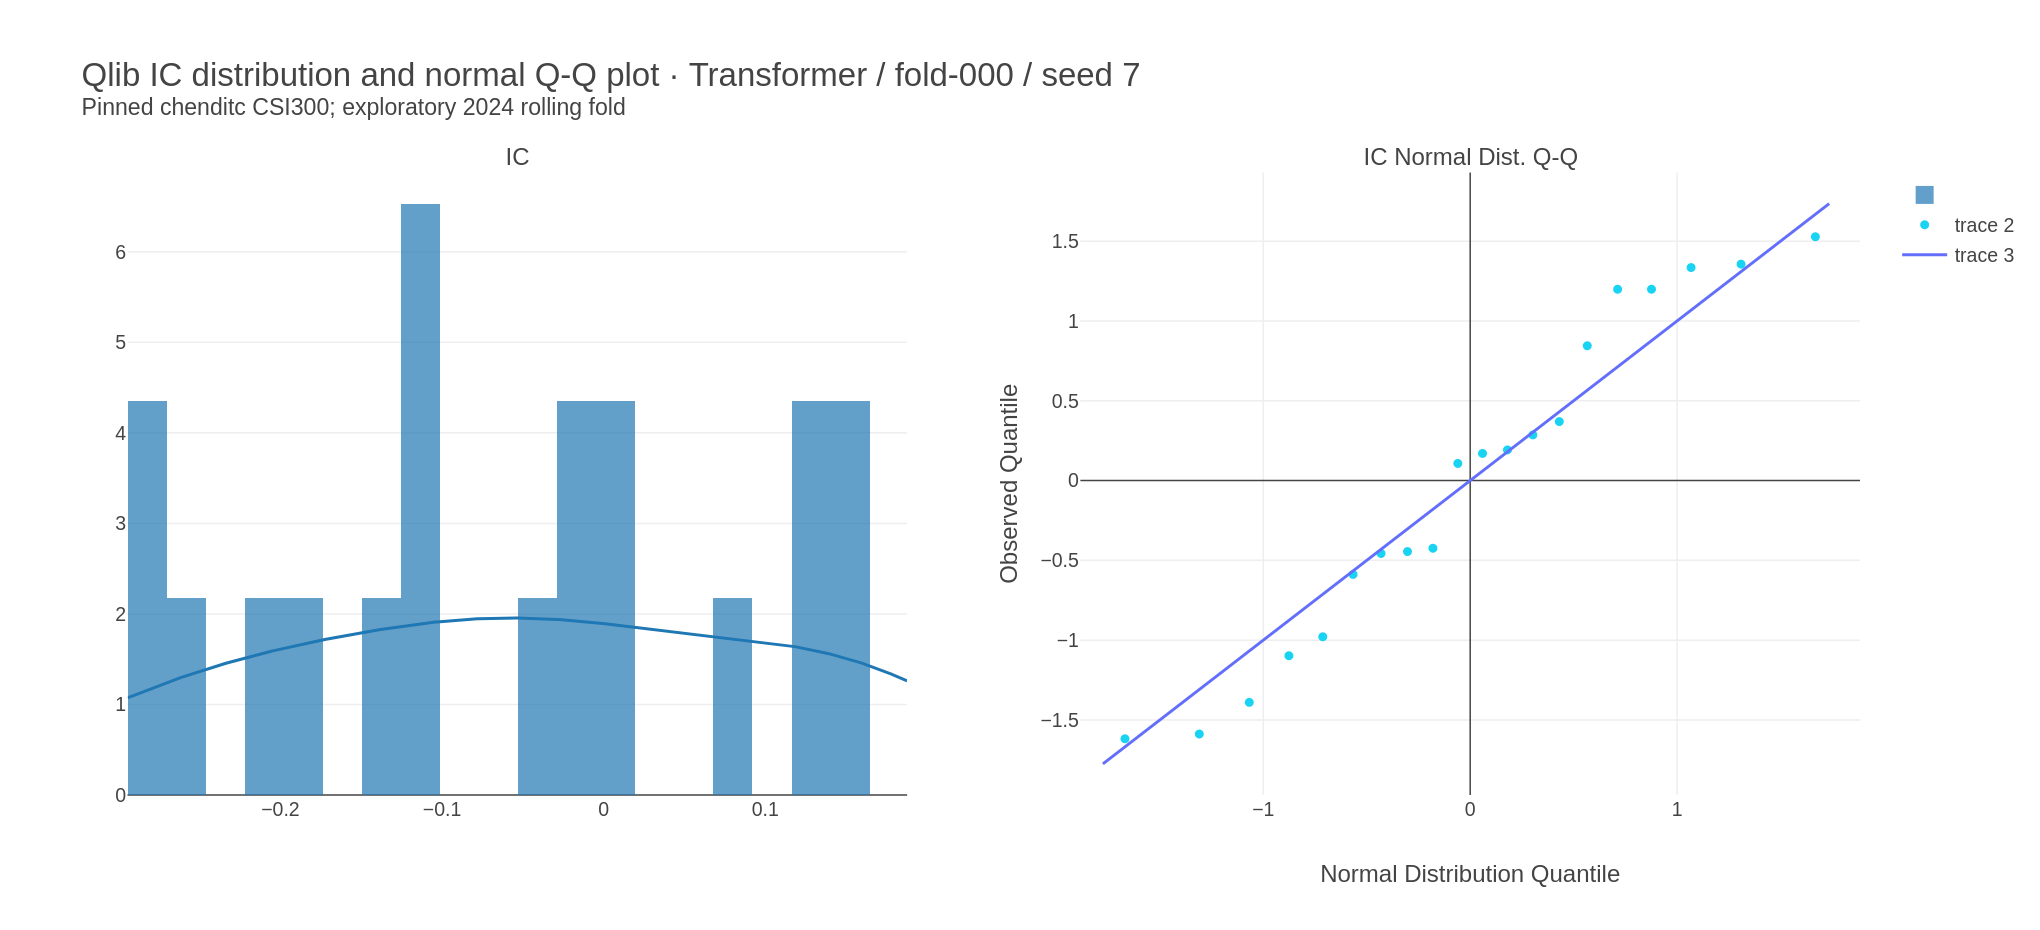 Qlib IC distribution and normal Q-Q plot · Transformer / fold-000 / seed 7
Pinned chenditc CSI300; exploratory 2024 rolling fold
IC
6
5
4
3
2
1
0
−0.2
−0.1
0
0.1
IC Normal Dist. Q-Q
Observed Quantile
1.5
1
0.5
0
−0.5
−1
−1.5
−1
0
1
Normal Distribution Quantile
trace 2
trace 3